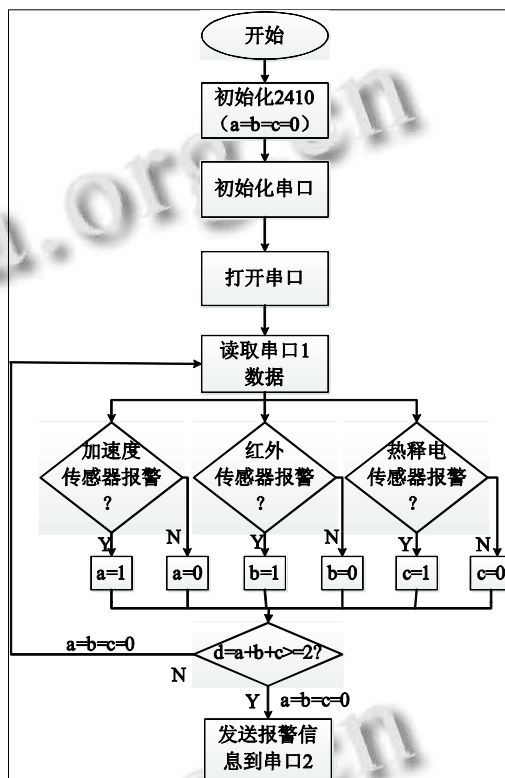 开始
初始化2410
（a=b=c=0）
初始化串口
打开串口
读取串口1
数据
加速度
传感器报警
？
红外
传感器报警
？
热释电
传感器报警
？
Y
N
Y
N
Y
N
a=1
a=0
b=1
b=0
c=1
c=0
a=b=c=0
d=a+b+c>=2?
N
Y
a=b=c=0
发送报警信
息到串口2
a.org.cn
cn